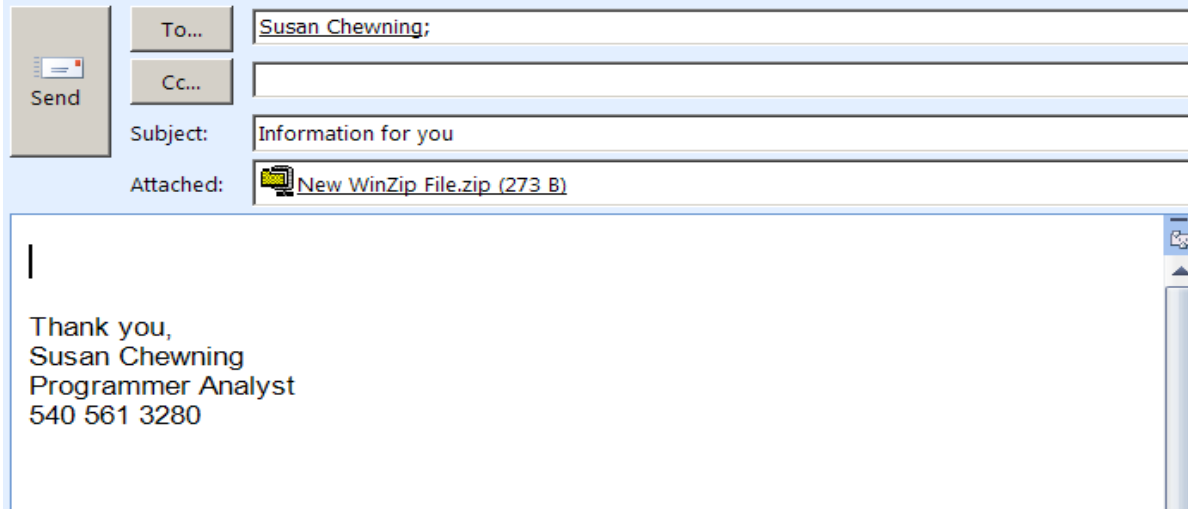 To...
Susan Chewning;
Send
Cc...
Subject:
Information for you
Attached:
New WinZip File.zip (273 B)
Thank you,
Susan Chewning
Programmer Analyst
540 561 3280